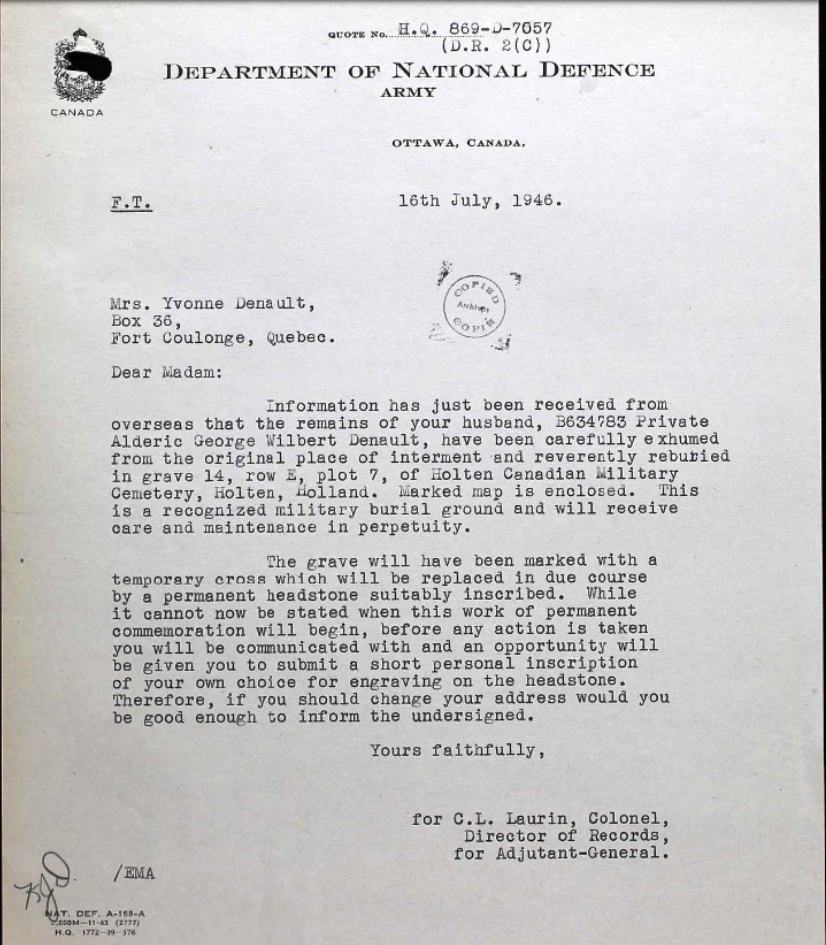 QUOTE NO. H.Q. 869-D-7057
(D.R. 2(C))
DEPARTMENT OF NATIONAL DEFENCE
ARMY
CANADA
OTTAWA, CANADA.
F.T. 16th July, 1946.
COPIED
Archives
COPIÉ
Mrs. Yvonne Denault,
Box 36,
Fort Coulonge, Quebec.
Dear Madam:
Information has just been received from
overseas that the remains of your husband, B634783 Private
Alderic George Wilbert Denault, have been carefully exhumed
from the original place of interment and reverently rebubied
in grave 14, row E, plot 7, of Holten Canadian Military
Cemetery, Holten, Holland. Marked map is enclosed. This
is a recognized military burial ground and will receive
care and maintenance in perpetuity.
The grave will have been marked with a
temporary cross which will be replaced in due course
by a permanent headstone suitably inscribed. While
it cannot now be stated when this work of permanent
commemoration will begin, before any action is taken
you will be communicated with and an opportunity will
be given you to submit a short personal inscription
of your own choice for engraving on the headstone.
Therefore, if you should change your address would you
be good enough to inform the undersigned.
Yours faithfully,
for C.L. Laurin, Colonel,
Director of Records,
for Adjutant-General.
/EMA
NAT. DEF. A-168-A
000M—11-43 (2777)
H.Q. 1772-39-376